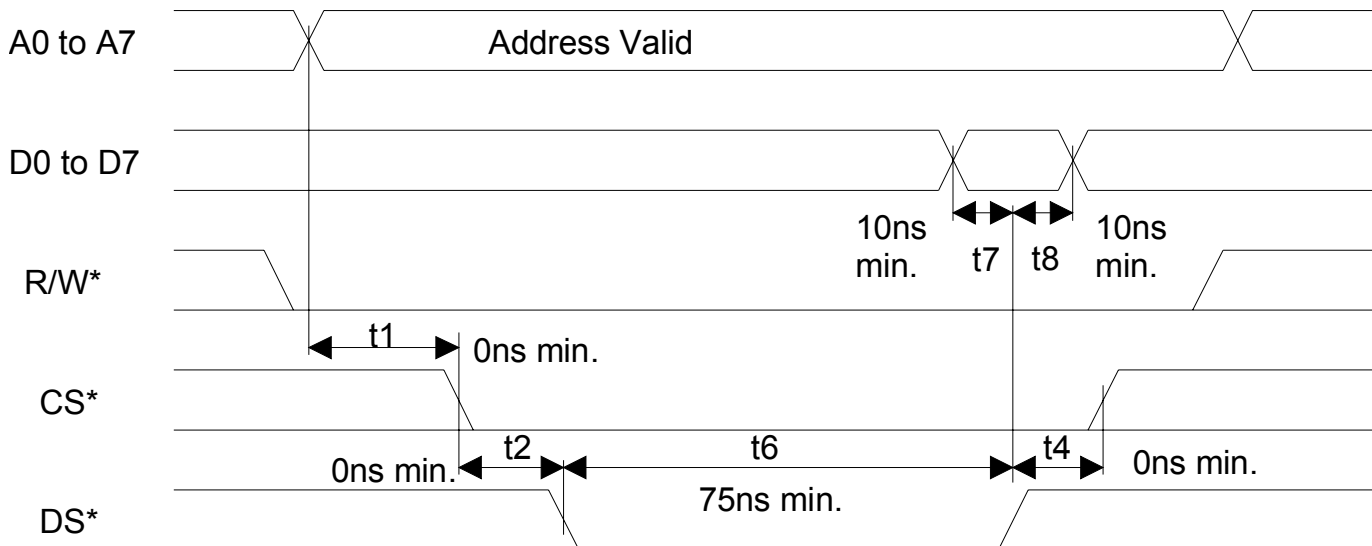 A0 to A7
Address Valid
D0 to D7
10ns
min.
t7
t8
10ns
min.
R/W*
t1
0ns min.
CS*
0ns min.
t2
t6
t4
0ns min.
75ns min.
DS*